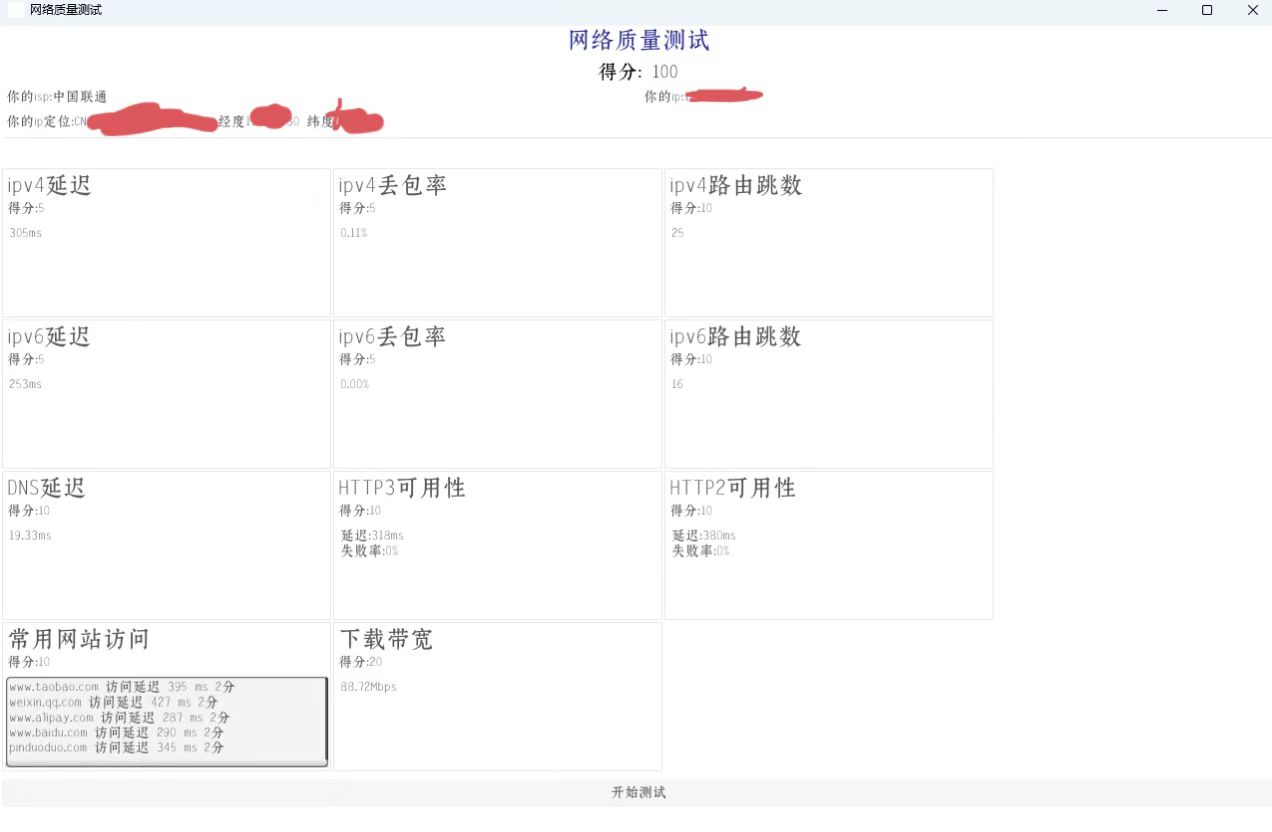 网络质量测试
网络质量测试
得分: 100
你的isp:中国联通
你的ip:
你的ip定位:CN 经度 纬度
ipv4延迟
得分:5
305ms
ipv4丢包率
得分:5
0.11%
ipv4路由跳数
得分:10
25
ipv6延迟
得分:5
253ms
ipv6丢包率
得分:5
0.00%
ipv6路由跳数
得分:10
16
DNS延迟
得分:10
19.33ms
HTTP3可用性
得分:10
延迟:318ms
失败率:0%
HTTP2可用性
得分:10
延迟:380ms
失败率:0%
常用网站访问
得分:10
www.taobao.com 访问延迟 395 ms 2分
weixin.qq.com 访问延迟 427 ms 2分
www.alipay.com 访问延迟 287 ms 2分
www.baidu.com 访问延迟 290 ms 2分
pinduoduo.com 访问延迟 345 ms 2分
下载带宽
得分:20
88.72Mbps
开始测试